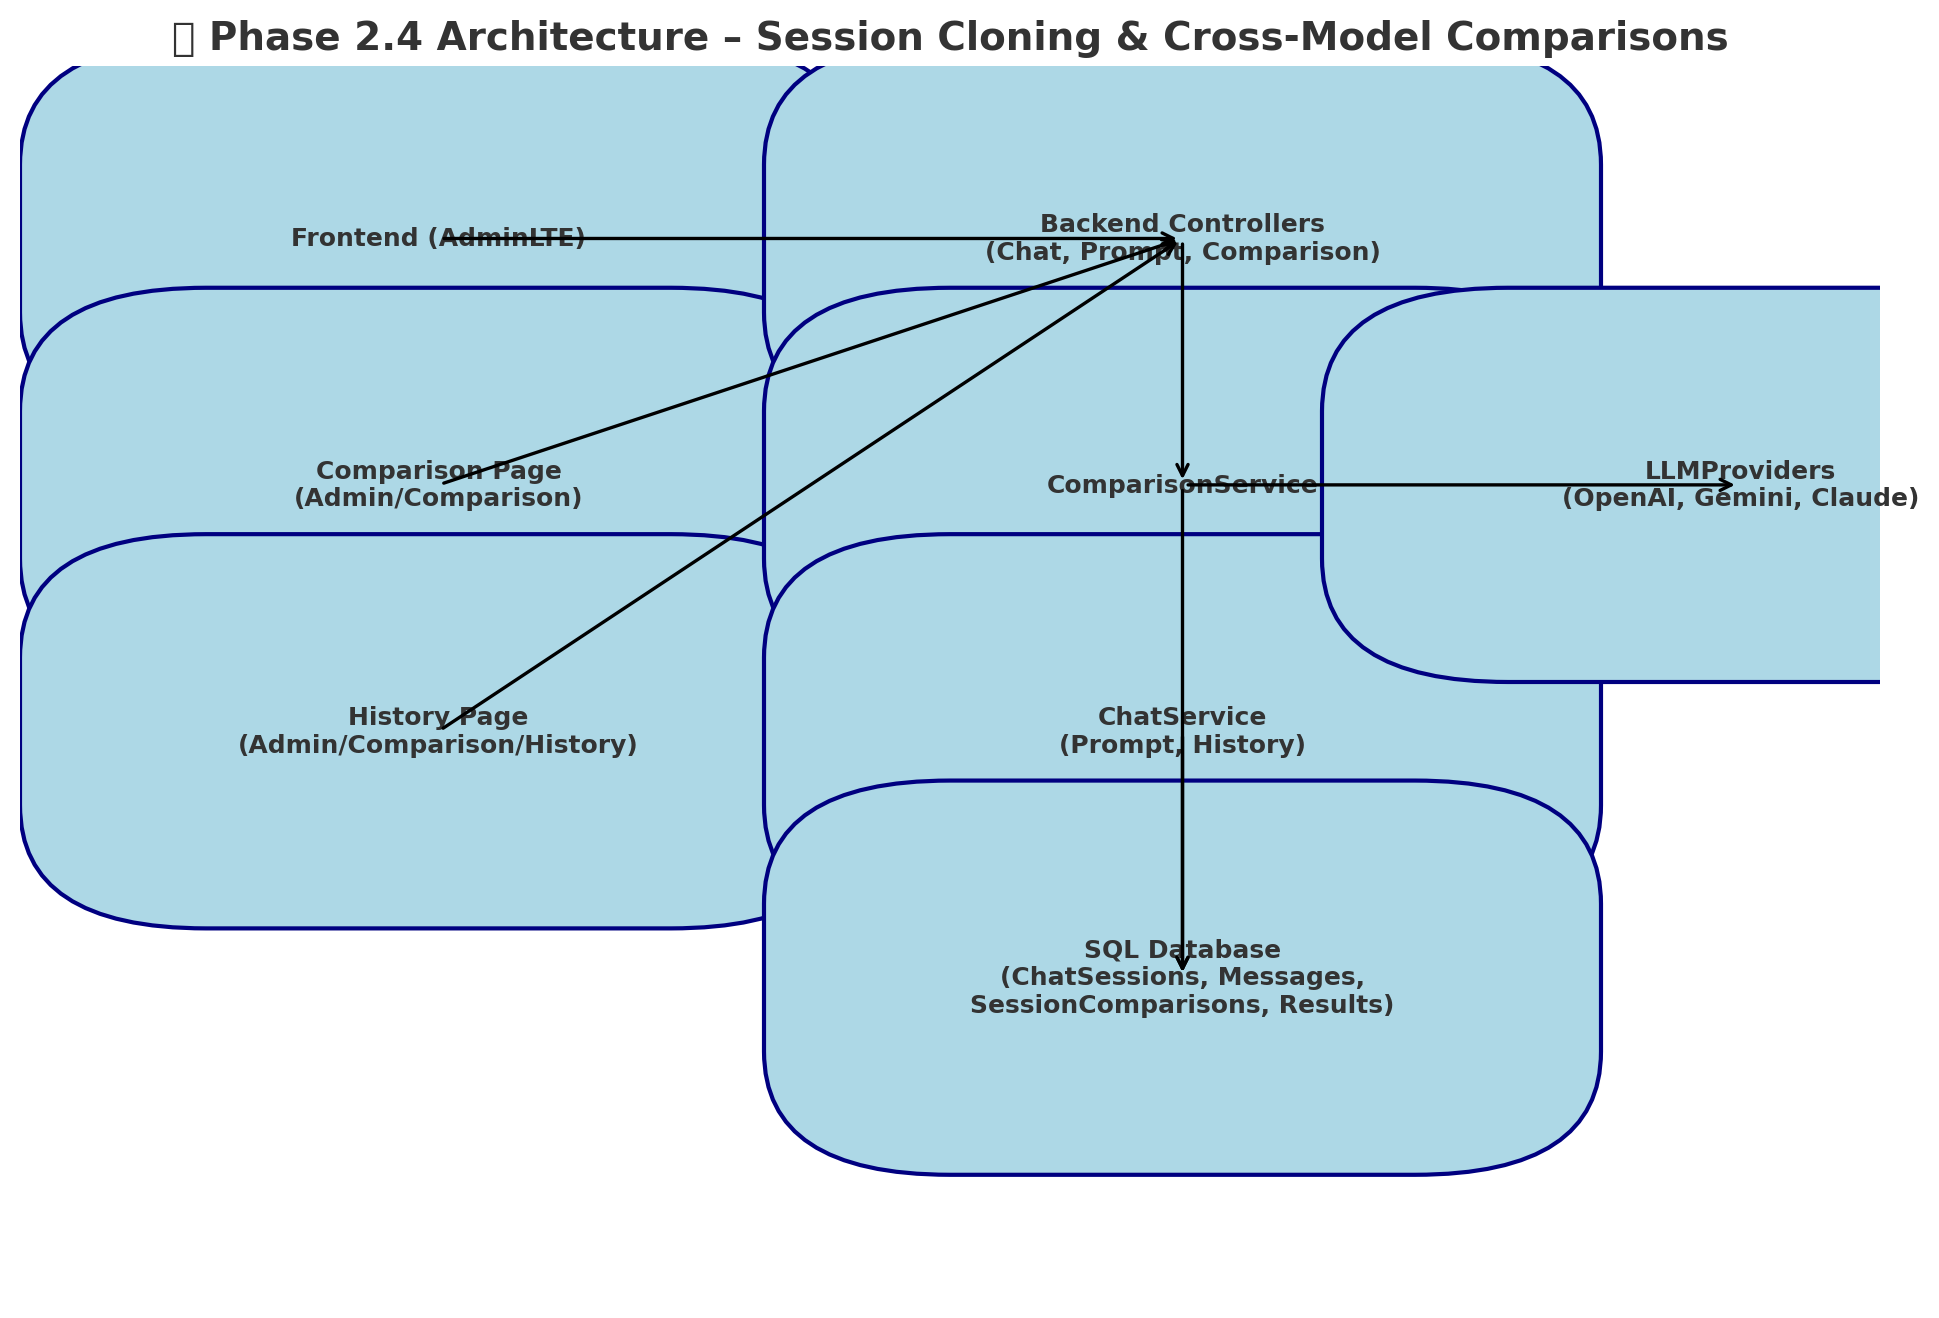 Phase 2.4 Architecture – Session Cloning & Cross-Model Comparisons
Frontend (AdminLTE)
Backend Controllers
(Chat, Prompt, Comparison)
Comparison Page
(Admin/Comparison)
ComparisonService
LLMProviders
(OpenAI, Gemini, Claude)
History Page
(Admin/Comparison/History)
ChatService
(Prompt, History)
SQL Database
(ChatSessions, Messages,
SessionComparisons, Results)